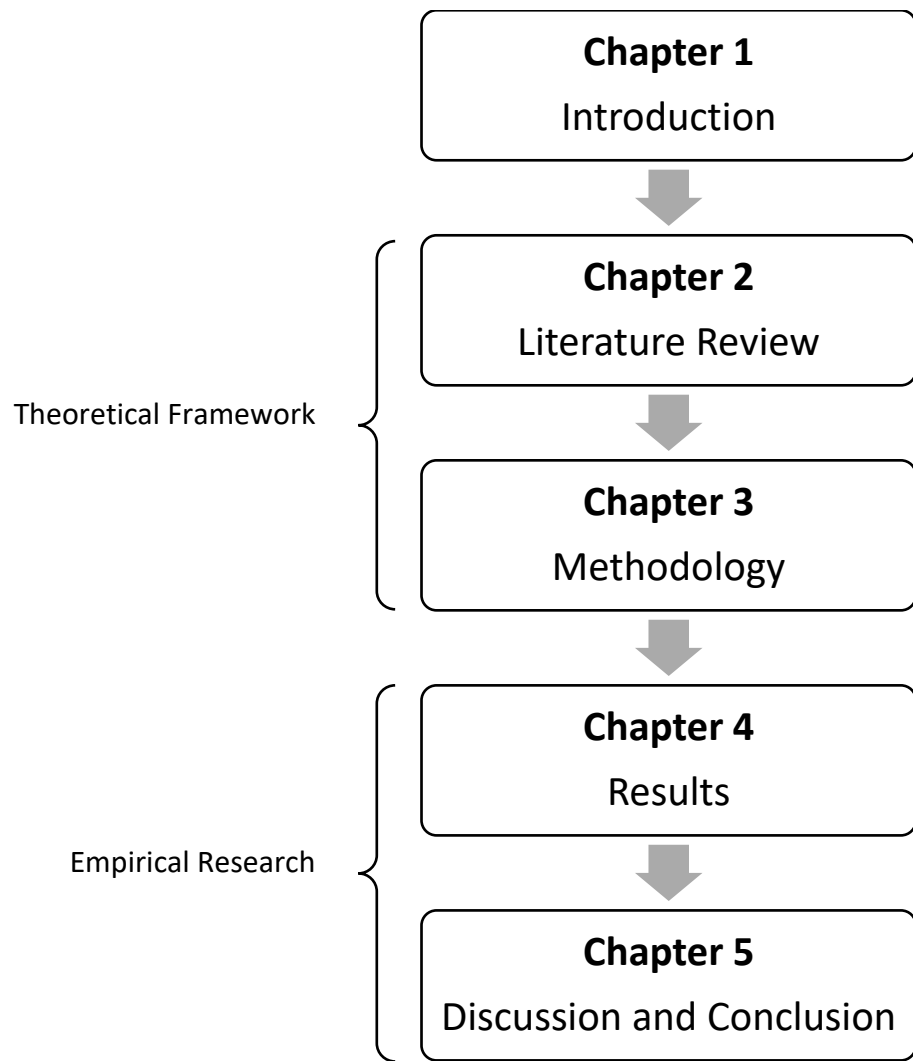 Chapter 1
Introduction
Chapter 2
Literature Review
Theoretical Framework
Chapter 3
Methodology
Chapter 4
Results
Empirical Research
Chapter 5
Discussion and Conclusion